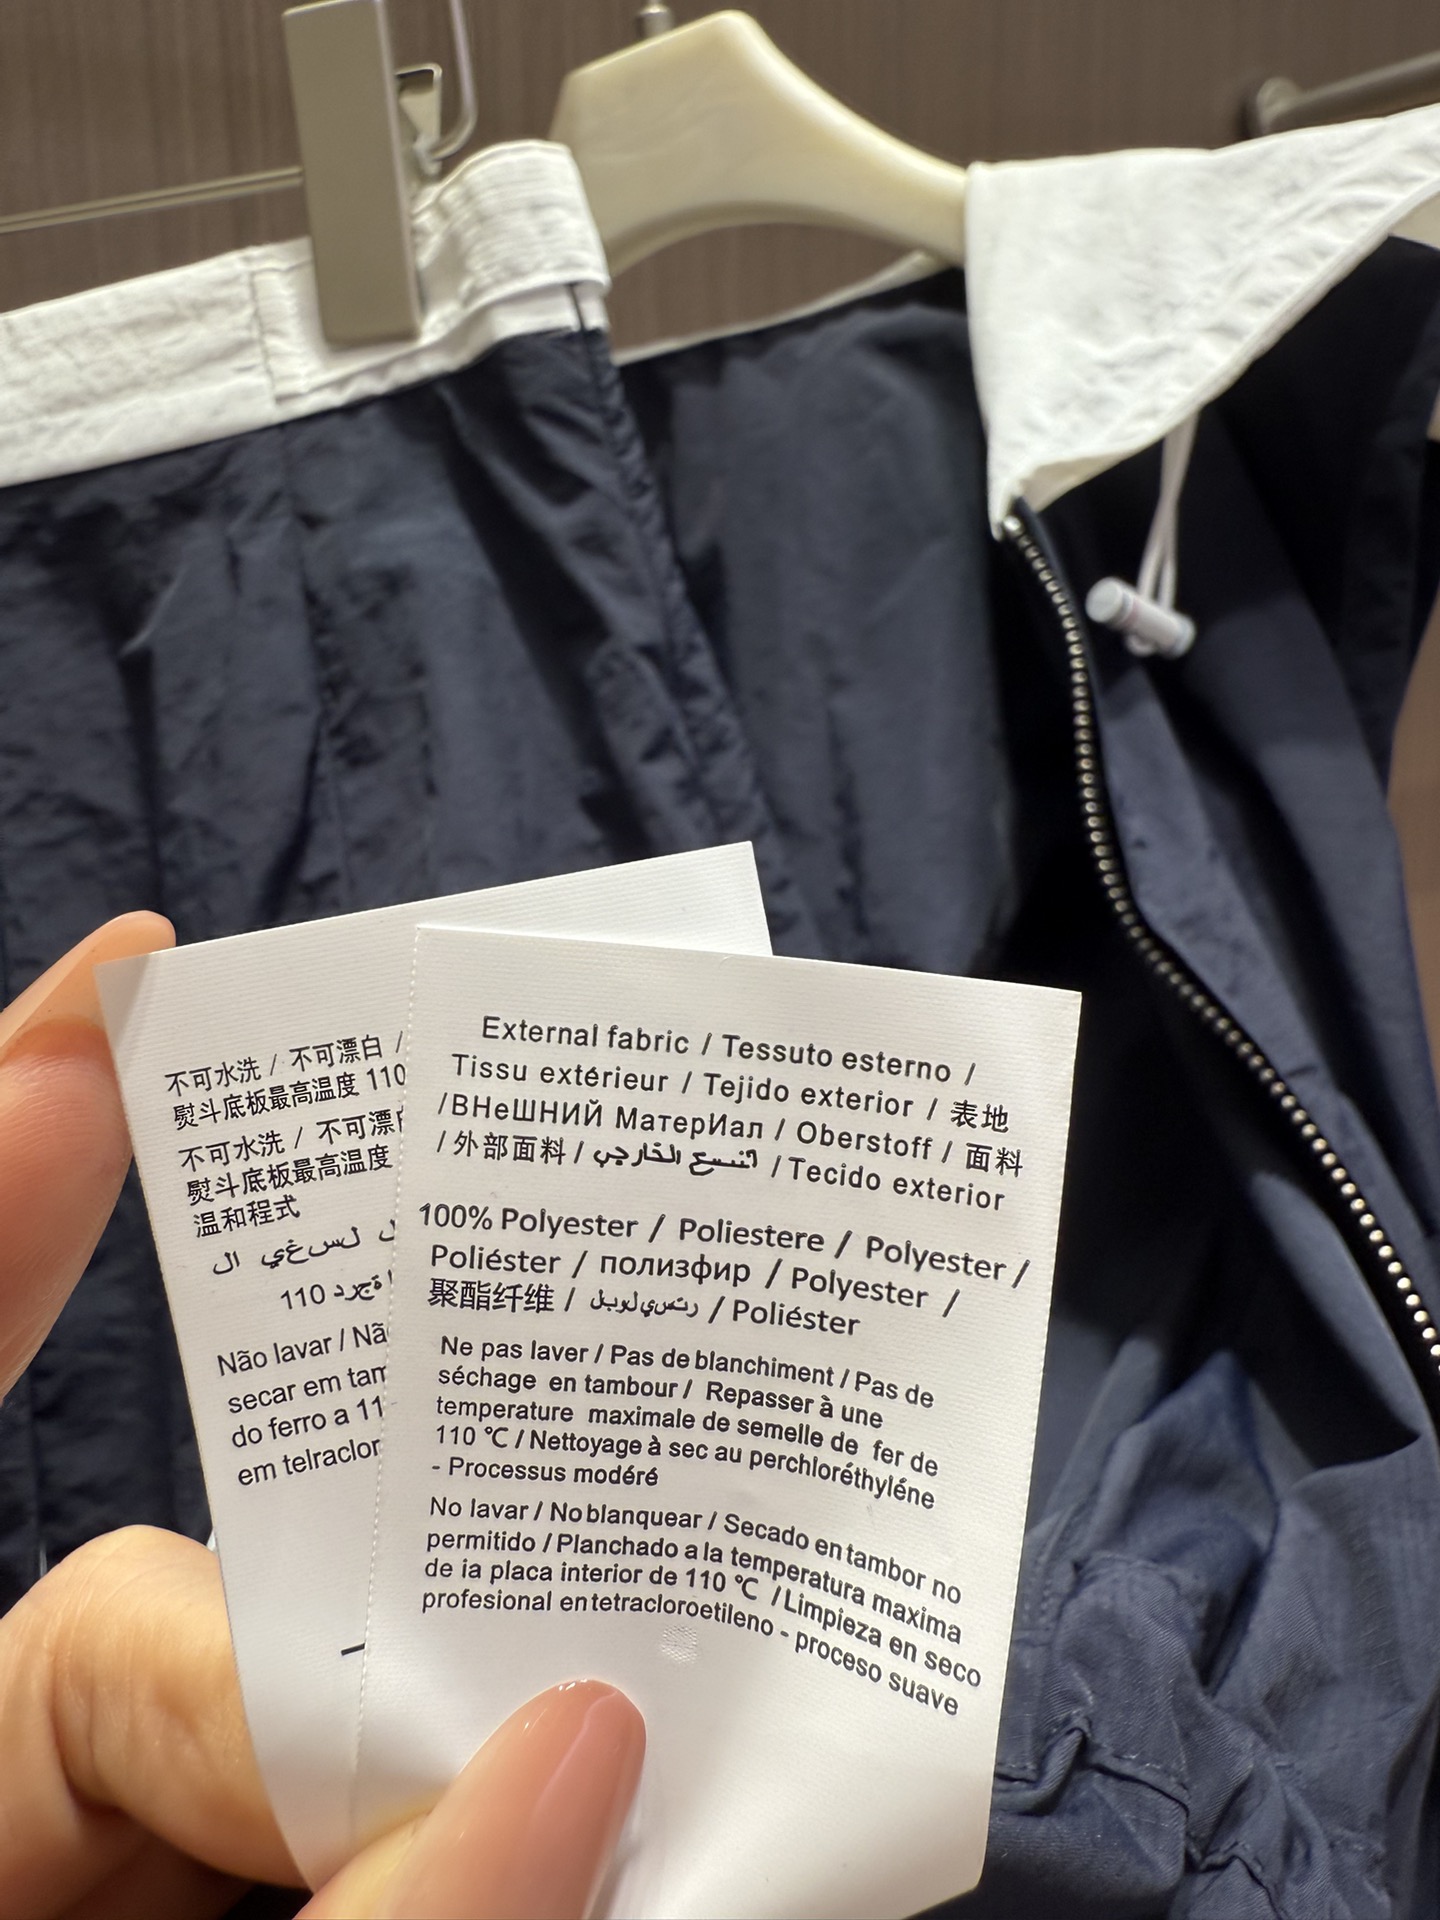 不可水洗 / 不可漂白 /
熨斗底板最高温度 110
不可水洗 / 不可漂
熨斗底板最高温度
温和程式
110
Não lavar / Nã
secar em tam
do ferro a 11
em telraclor
External fabric / Tessuto esterno /
Tissu extérieur / Tejido exterior / 表地
/ВНеШНИЙ МатерИал / Oberstoff / 面料
/ 外部面料 / الخارجي / Tecido exterior
100% Polyester / Poliestere / Polyester /
Poliéster / полизфир / Polyester /
聚酯纤维 / / Poliéster
Ne pas laver / Pas de blanchiment / Pas de
séchage en tambour / Repasser à une
temperature maximale de semelle de fer de
110 ℃ / Nettoyage à sec au perchloréthyléne
- Processus modéré
No lavar / No blanquear / Secado en tambor no
permitido / Planchado a la temperatura maxima
de ia placa interior de 110 ℃ / Limpieza en seco
profesional en tetracloroetileno - proceso suave